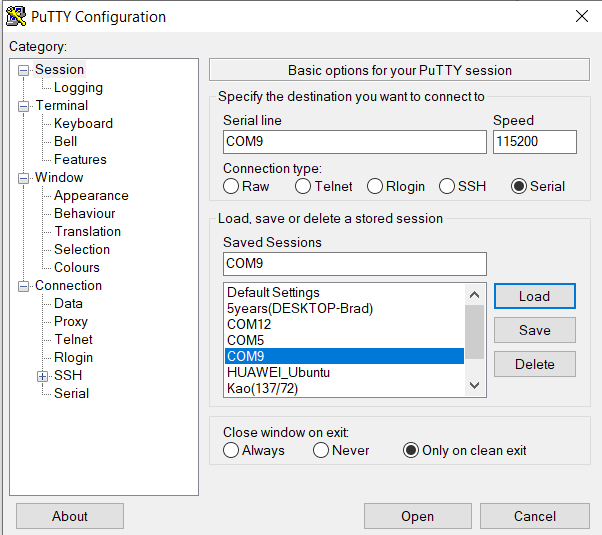 PuTTY Configuration
Category:
Session
Logging
Terminal
Keyboard
Bell
Features
Window
Appearance
Behaviour
Translation
Selection
Colours
Connection
Data
Proxy
Telnet
Rlogin
SSH
Serial
Basic options for your PuTTY session
Specify the destination you want to connect to
Serial line Speed
COM9 115200
Connection type:
Raw Telnet Rlogin SSH Serial
Load, save or delete a stored session
Saved Sessions
COM9
Default Settings
5years(DESKTOP-Brad)
COM12
COM5
COM9
HUAWEI_Ubuntu
Kao(137/72)
Load
Save
Delete
Close window on exit:
Always Never Only on clean exit
About Open Cancel